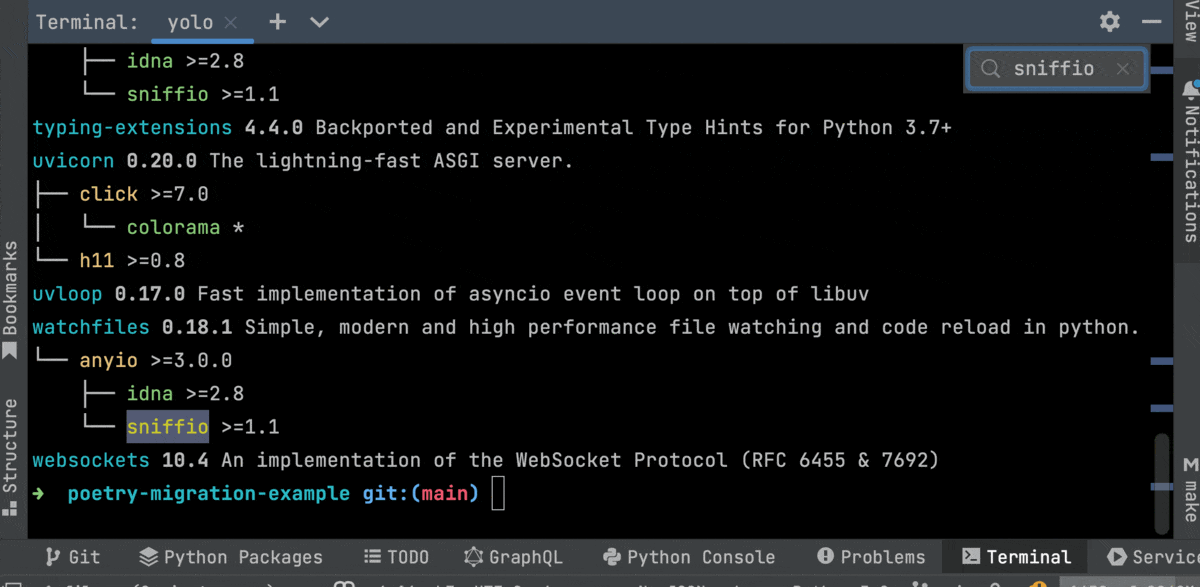 Terminal: yolo
sniffio
├── idna >=2.8
└── sniffio >=1.1
typing-extensions 4.4.0 Backported and Experimental Type Hints for Python 3.7+
uvicorn 0.20.0 The lightning-fast ASGI server.
├── click >=7.0
│   └── colorama *
└── h11 >=0.8
uvloop 0.17.0 Fast implementation of asyncio event loop on top of libuv
watchfiles 0.18.1 Simple, modern and high performance file watching and code reload in python.
└── anyio >=3.0.0
    ├── idna >=2.8
    └── sniffio >=1.1
websockets 10.4 An implementation of the WebSocket Protocol (RFC 6455 & 7692)
➜ poetry-migration-example git:(main)
Bookmarks
Structure
View
Notifications
M make
Git Python Packages TODO GraphQL Python Console Problems Terminal Service